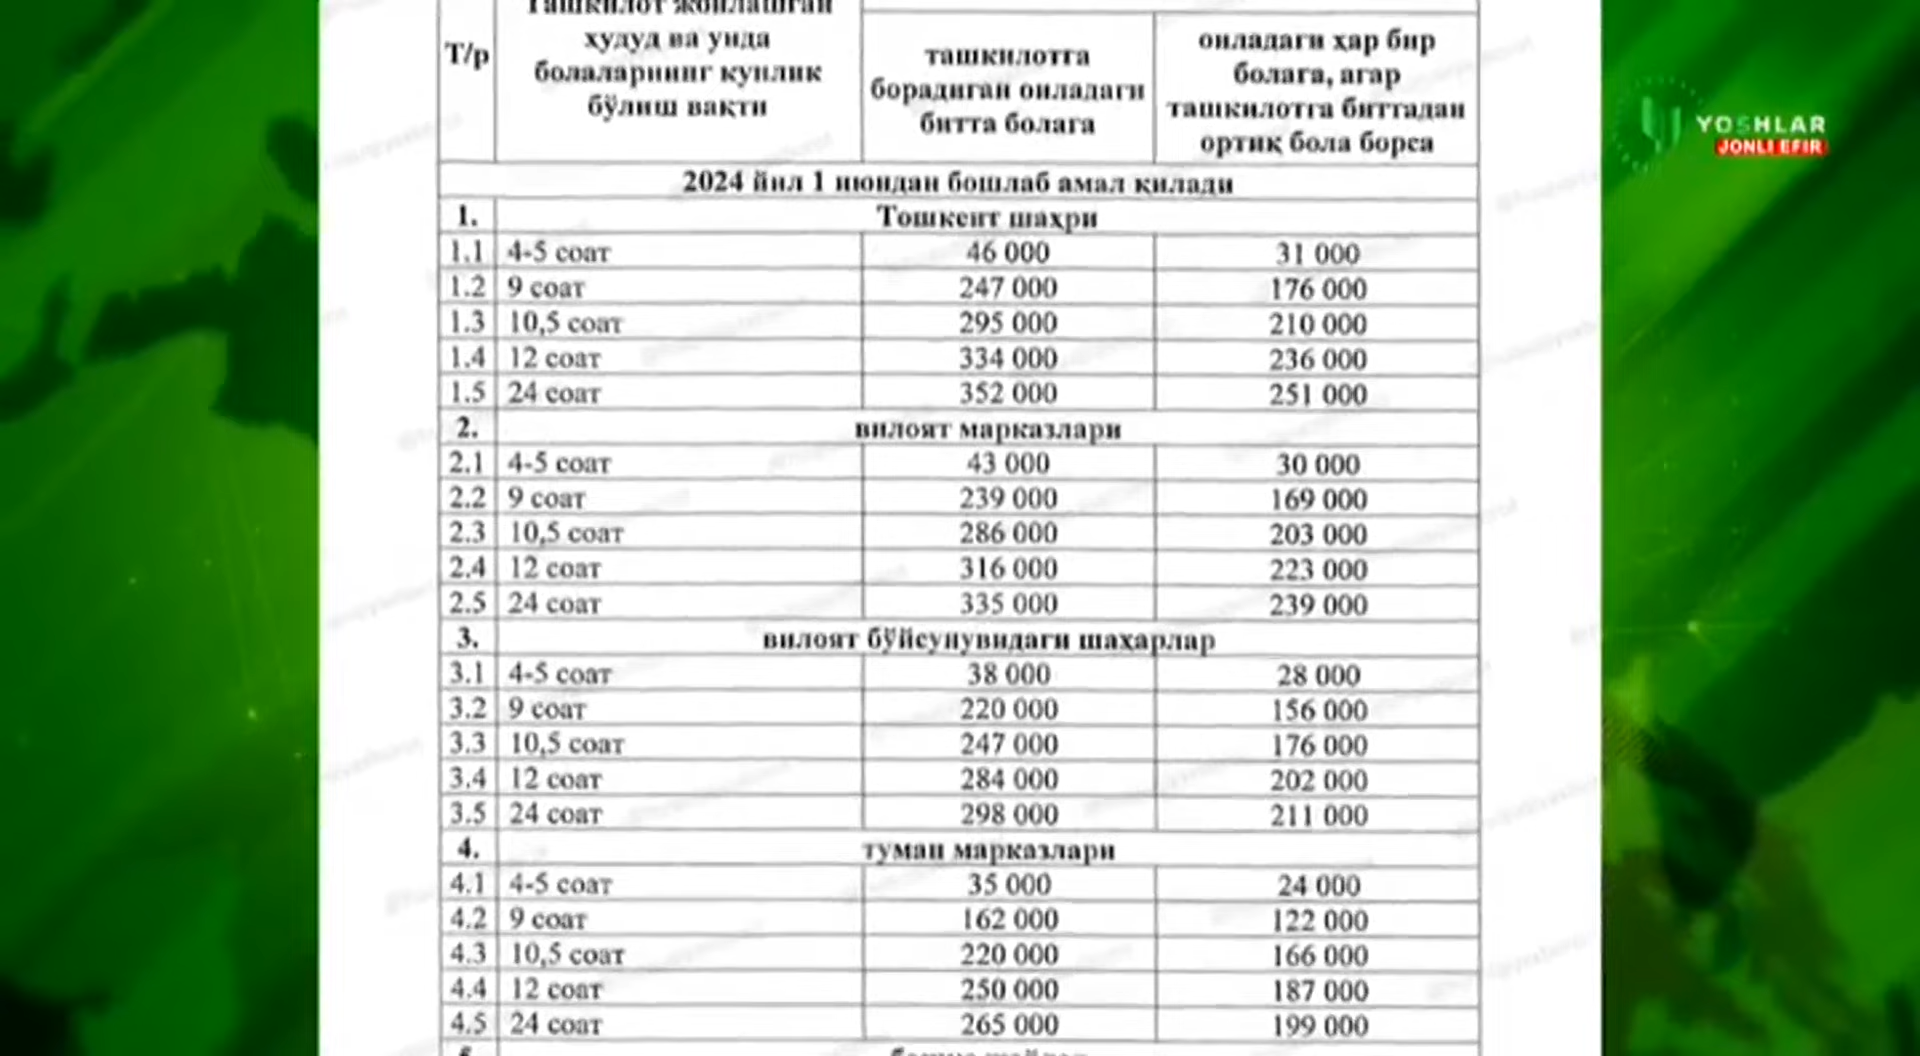 Ташкилот жойлашган
ҳудуд ва унда
болаларнинг кунлик
бўлиш вақти
Т/р
ташкилотга
борадиган оиладаги
битта болага
оиладаги ҳар бир
болага, агар
ташкилотга биттадан
ортиқ бола борса
YOSHLAR
JONLI EFIR
2024 йил 1 июндан бошлаб амал қилади
1. Тошкент шаҳри
1.1 4-5 соат 46 000 31 000
1.2 9 соат 247 000 176 000
1.3 10,5 соат 295 000 210 000
1.4 12 соат 334 000 236 000
1.5 24 соат 352 000 251 000
2. вилоят марказлари
2.1 4-5 соат 43 000 30 000
2.2 9 соат 239 000 169 000
2.3 10,5 соат 286 000 203 000
2.4 12 соат 316 000 223 000
2.5 24 соат 335 000 239 000
3. вилоят бўйсунувидаги шаҳарлар
3.1 4-5 соат 38 000 28 000
3.2 9 соат 220 000 156 000
3.3 10,5 соат 247 000 176 000
3.4 12 соат 284 000 202 000
3.5 24 соат 298 000 211 000
4. туман марказлари
4.1 4-5 соат 35 000 24 000
4.2 9 соат 162 000 122 000
4.3 10,5 соат 220 000 166 000
4.4 12 соат 250 000 187 000
4.5 24 соат 265 000 199 000